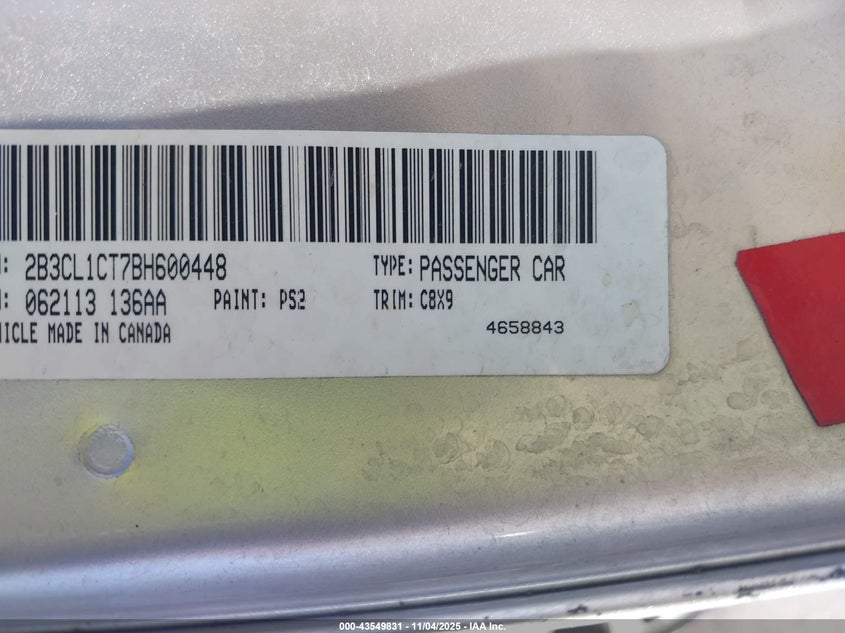 : 2B3CL1CT7BH600448 TYPE: PASSENGER CAR
: 062113 136AA PAINT: PS2 TRIM: C8X9
HICLE MADE IN CANADA 4658843
000-43549831 - 11/04/2025 - IAA Inc.